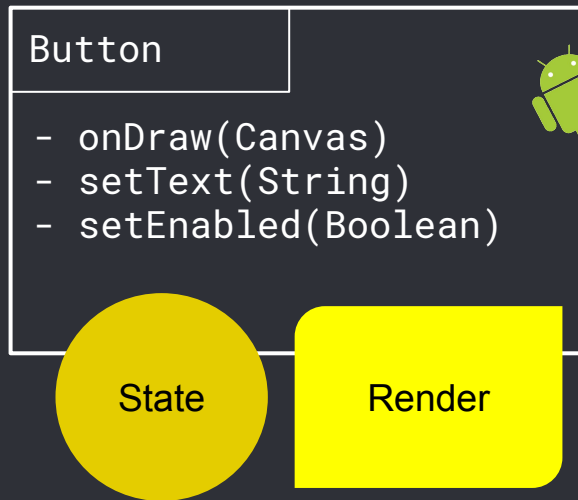 Button
- onDraw(Canvas)
- setText(String)
- setEnabled(Boolean)
State
Render